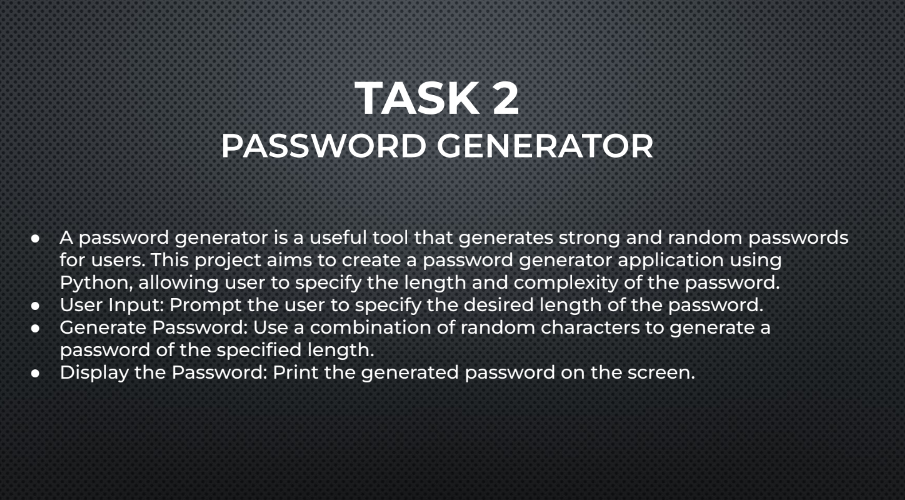 TASK 2
PASSWORD GENERATOR
● A password generator is a useful tool that generates strong and random passwords
for users. This project aims to create a password generator application using
Python, allowing user to specify the length and complexity of the password.
● User Input: Prompt the user to specify the desired length of the password.
● Generate Password: Use a combination of random characters to generate a
password of the specified length.
● Display the Password: Print the generated password on the screen.